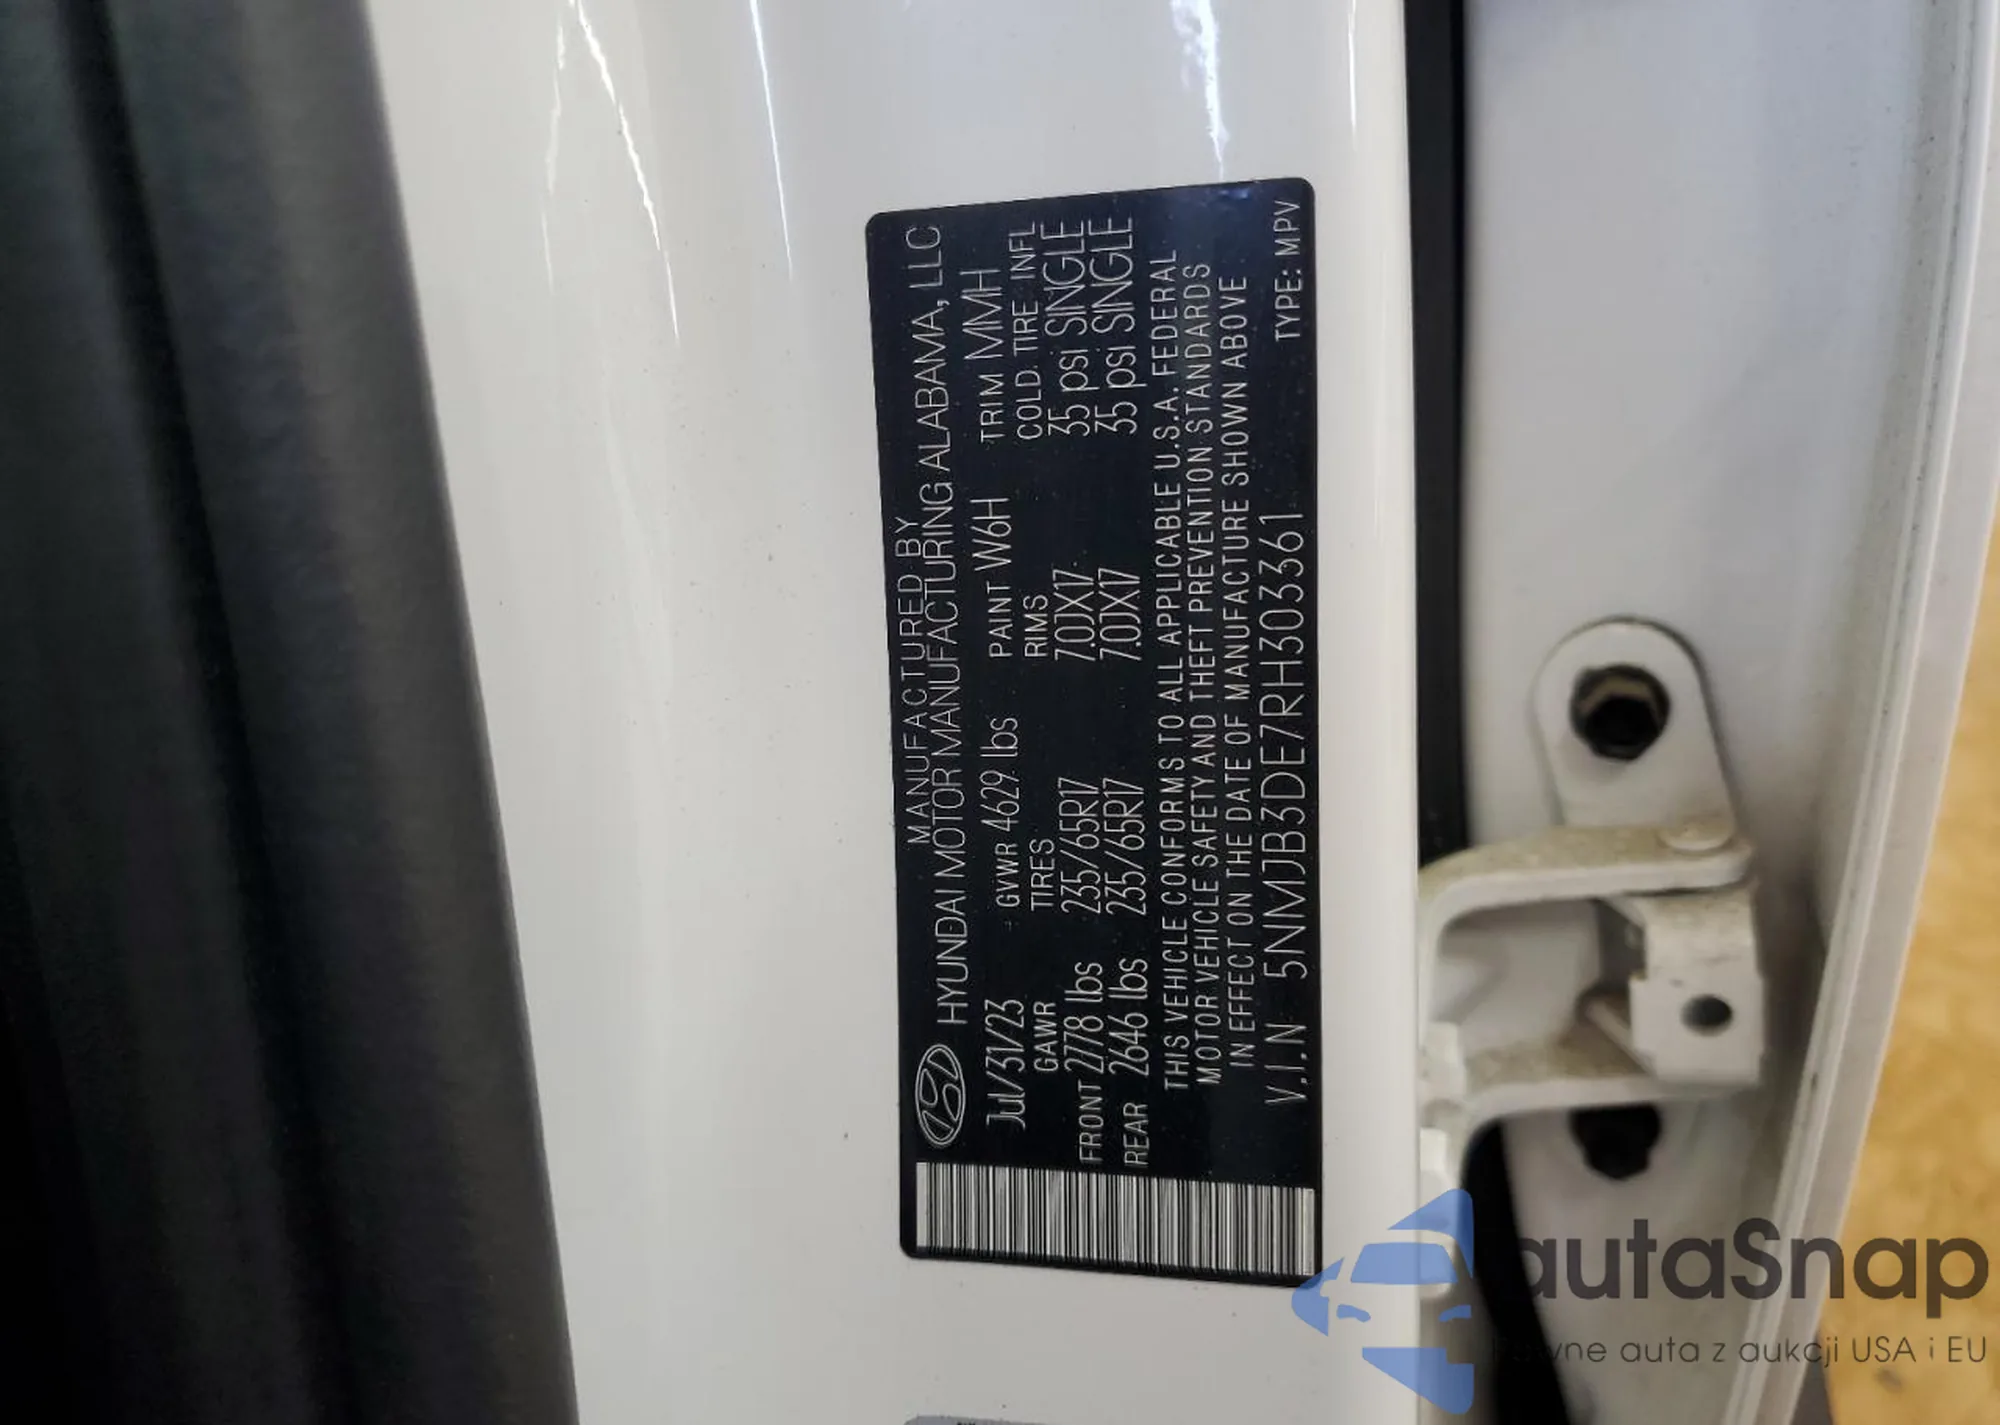 MANUFACTURED BY
HYUNDAI MOTOR MANUFACTURING ALABAMA, LLC
Jul/31/23 GVWR 4629 lbs PAINT W6H TRIM MMH
GAWR TIRES RIMS COLD. TIRE. INFL
FRONT 2778 lbs 235/65R17 7.0JX17 35 psi SINGLE
REAR 2646 lbs 235/65R17 7.0JX17 35 psi SINGLE
THIS VEHICLE CONFORMS TO ALL APPLICABLE U.S.A. FEDERAL
MOTOR VEHICLE SAFETY AND THEFT PREVENTION STANDARDS
IN EFFECT ON THE DATE OF MANUFACTURE SHOWN ABOVE
V.I.N 5NMJB3DE7RH303361 TYPE: MPV
autaSnap
auta z aukcji USA i EU